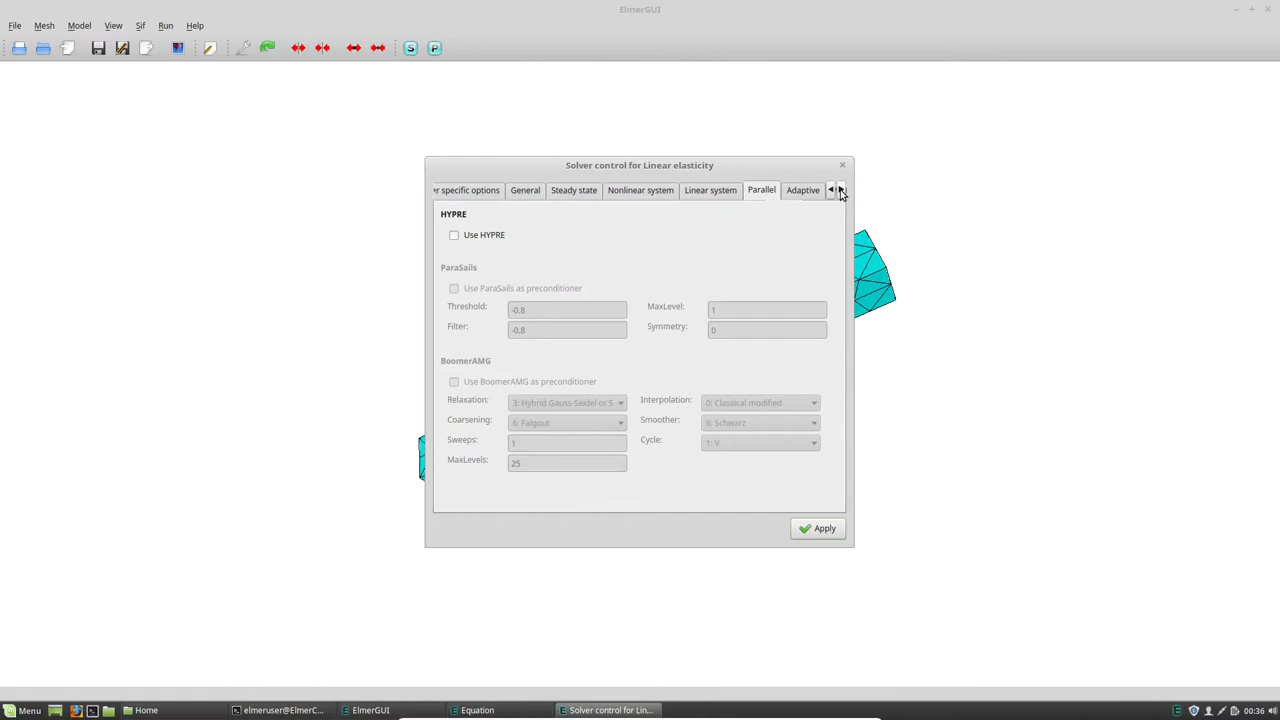 ElmerGUI
File Mesh Model View Sif Run Help
S P
Solver control for Linear elasticity
er specific options General Steady state Nonlinear system Linear system Parallel Adaptive
HYPRE
Use HYPRE
ParaSails
Use ParaSails as preconditioner
Threshold: -0.8 MaxLevel: 1
Filter: -0.8 Symmetry: 0
BoomerAMG
Use BoomerAMG as preconditioner
Relaxation: 3: Hybrid Gauss-Seidel or S Interpolation: 0: Classical modified
Coarsening: 6: Falgout Smoother: 6: Schwarz
Sweeps: 1 Cycle: 1: V
MaxLevels: 25
Apply
Menu Home elmeruser@ElmerC... ElmerGUI Equation Solver control for Lin... 00:36